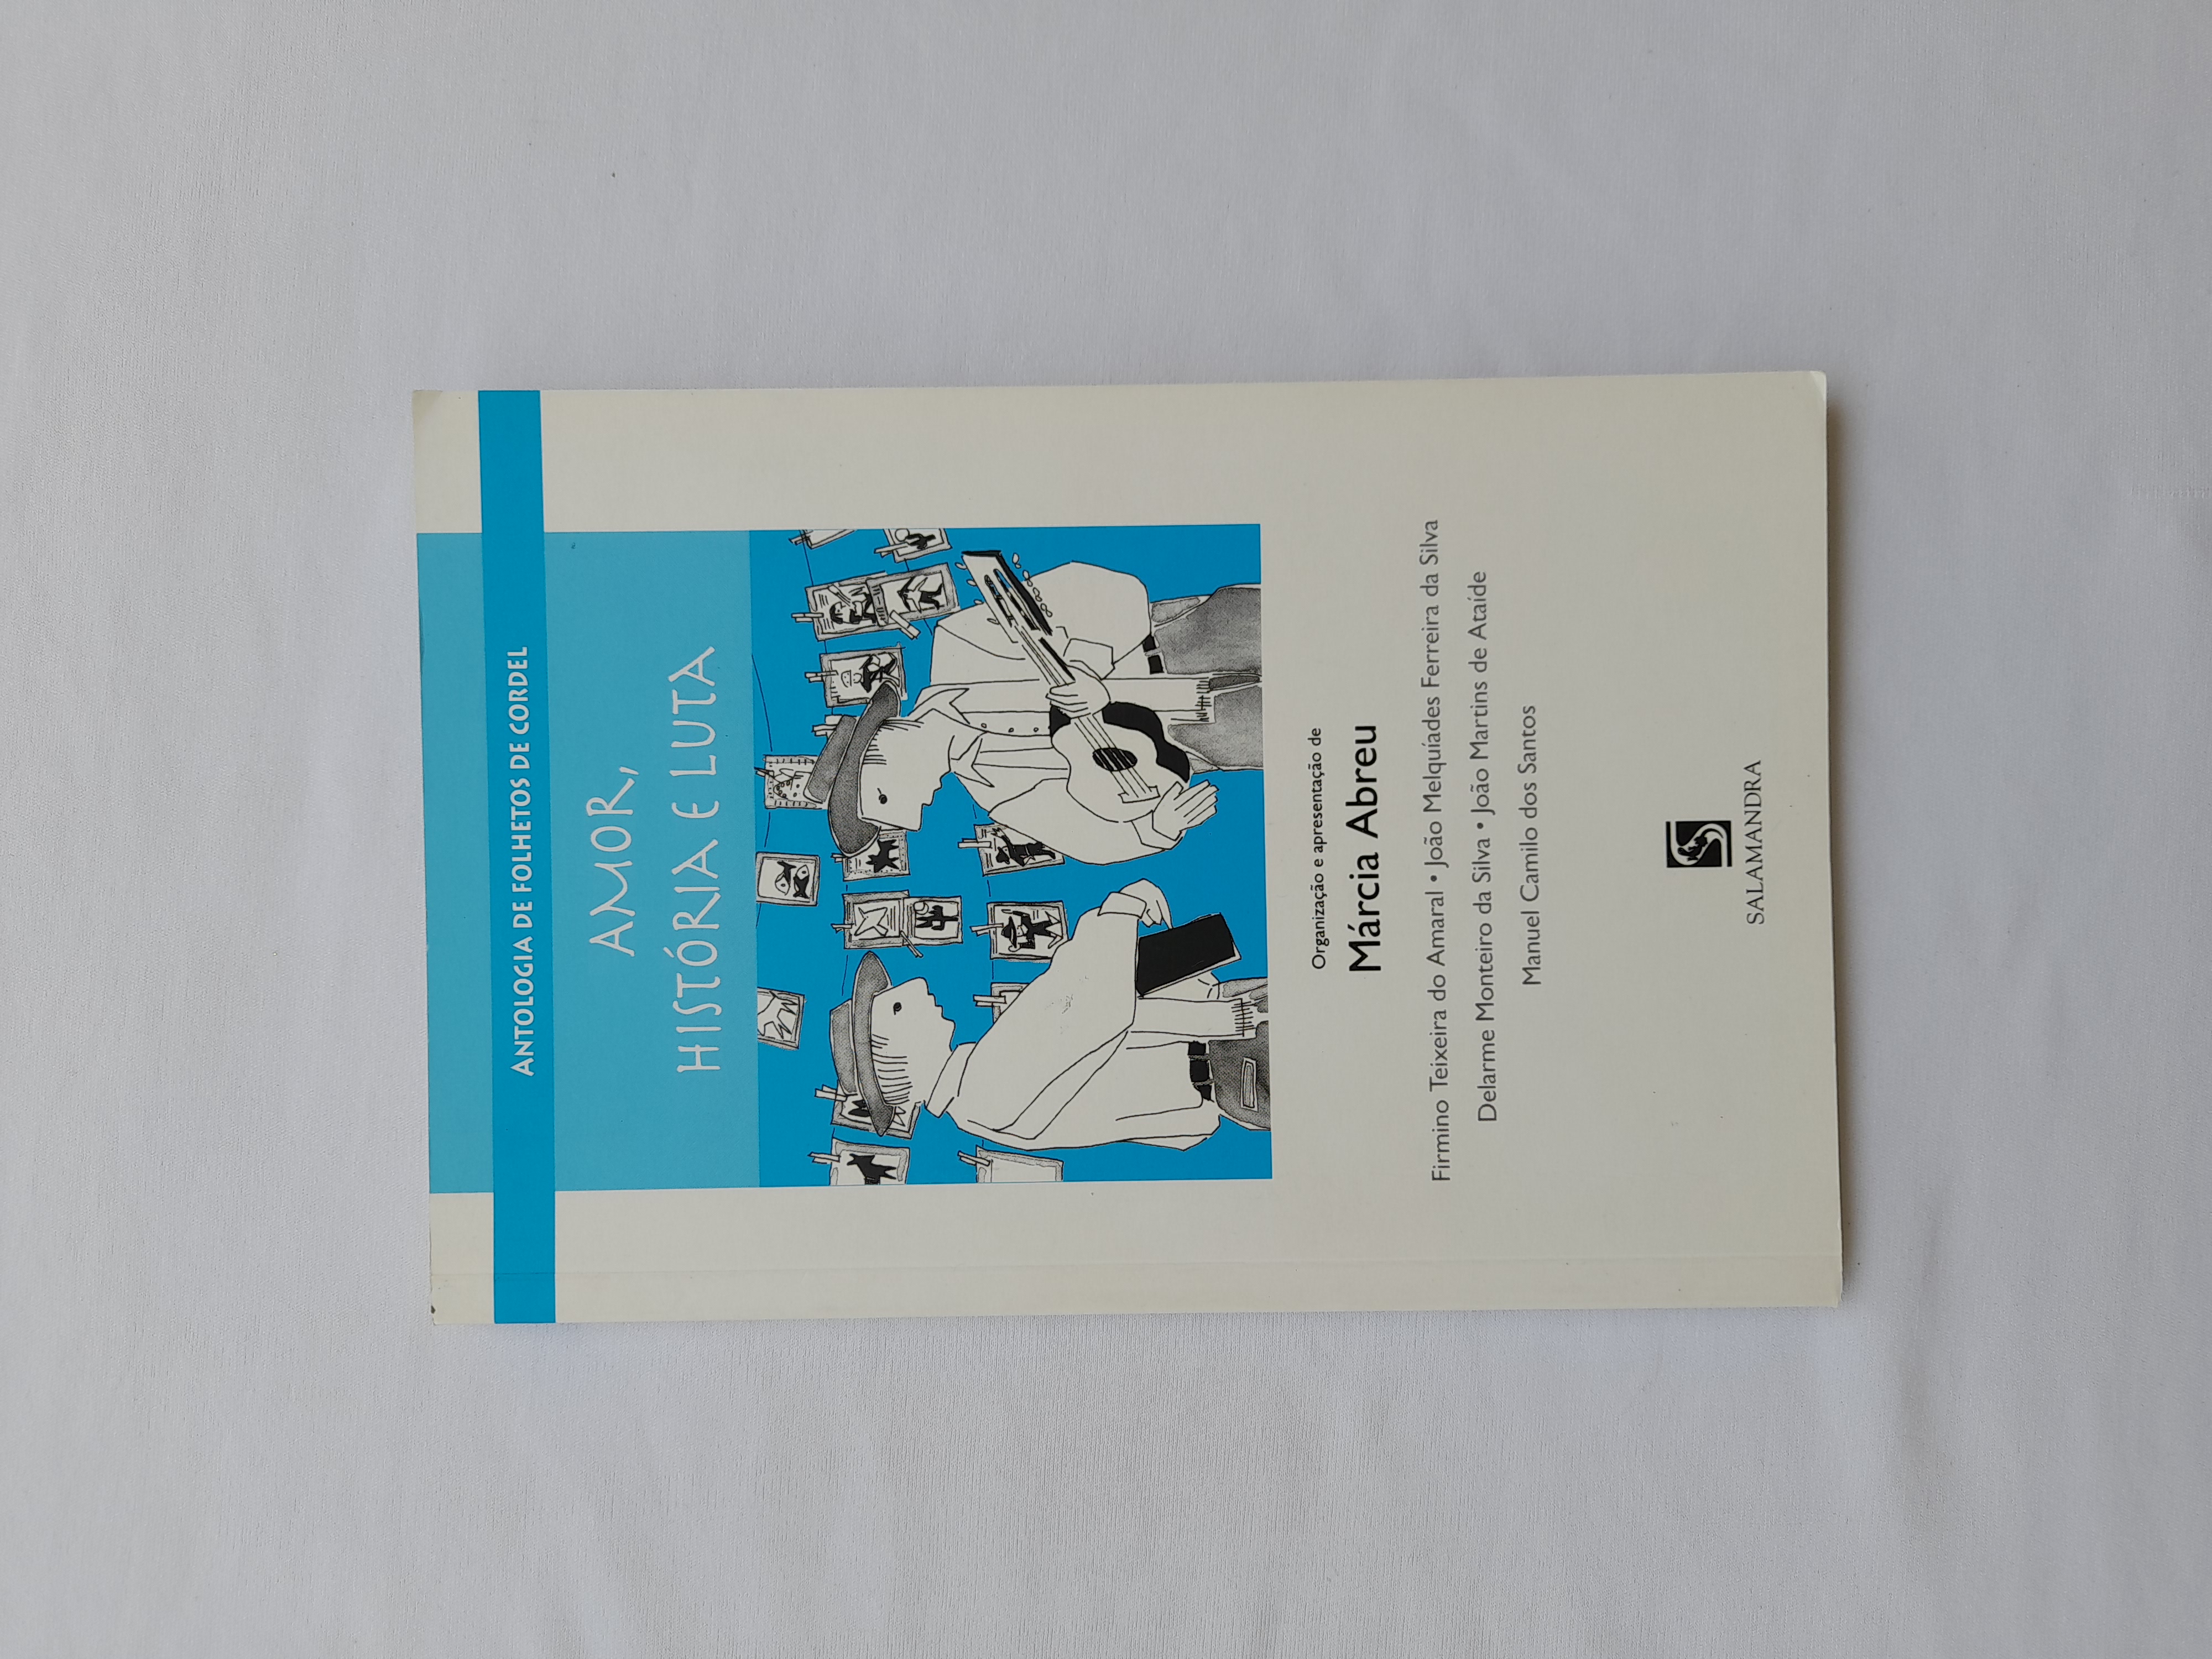 ANTOLOGIA DE FOLHETOS DE CORDEL
AMOR,
HISTÓRIA E LUTA
Organização e apresentação de
Márcia Abreu
Firmino Teixeira do Amaral • João Melquíades Ferreira da Silva
Delarme Monteiro da Silva • João Martins de Ataíde
Manuel Camilo dos Santos
SALAMANDRA